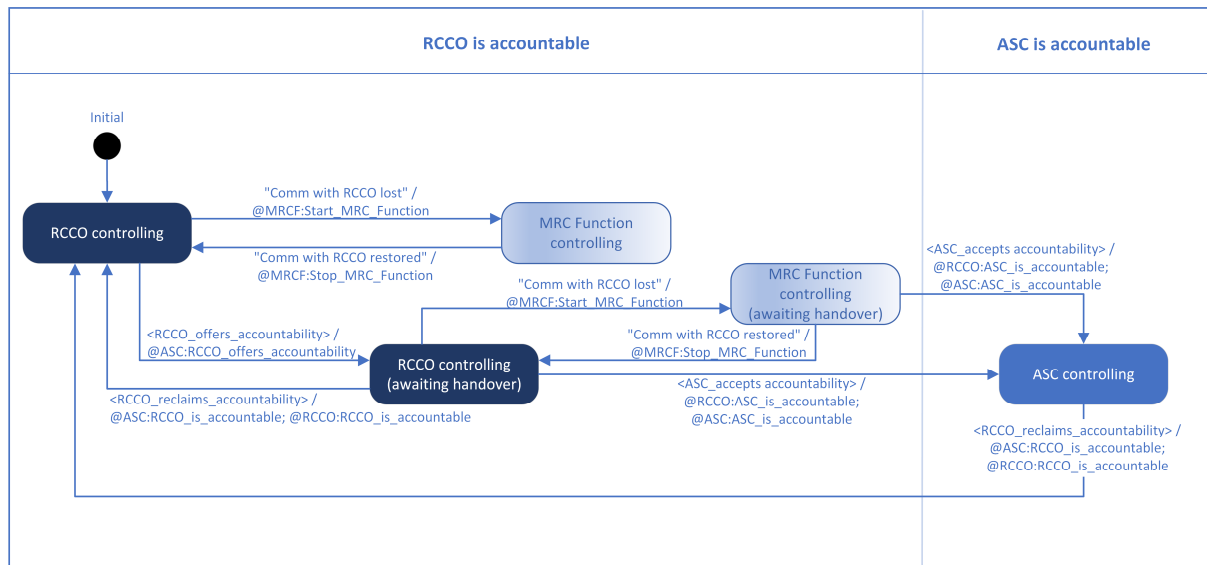 RCCO is accountable
ASC is accountable
Initial
"Comm with RCCO lost" /
@MRCF:Start_MRC_Function
RCCO controlling
MRC Function
controlling
"Comm with RCCO restored" /
@MRCF:Stop_MRC_Function
<ASC_accepts accountability> /
@RCCO:ASC_is_accountable;
@ASC:ASC_is_accountable
"Comm with RCCO lost" /
@MRCF:Start_MRC_Function
MRC Function
controlling
(awaiting handover)
<RCCO_offers_accountability> /
@ASC:RCCO_offers_accountability
"Comm with RCCO restored" /
@MRCF:Stop_MRC_Function
RCCO controlling
(awaiting handover)
ASC controlling
<RCCO_reclaims_accountability> /
@ASC:RCCO_is_accountable; @RCCO:RCCO_is_accountable
<ASC_accepts accountability> /
@RCCO:ASC_is_accountable;
@ASC:ASC_is_accountable
<RCCO_reclaims_accountability> /
@ASC:RCCO_is_accountable;
@RCCO:RCCO_is_accountable